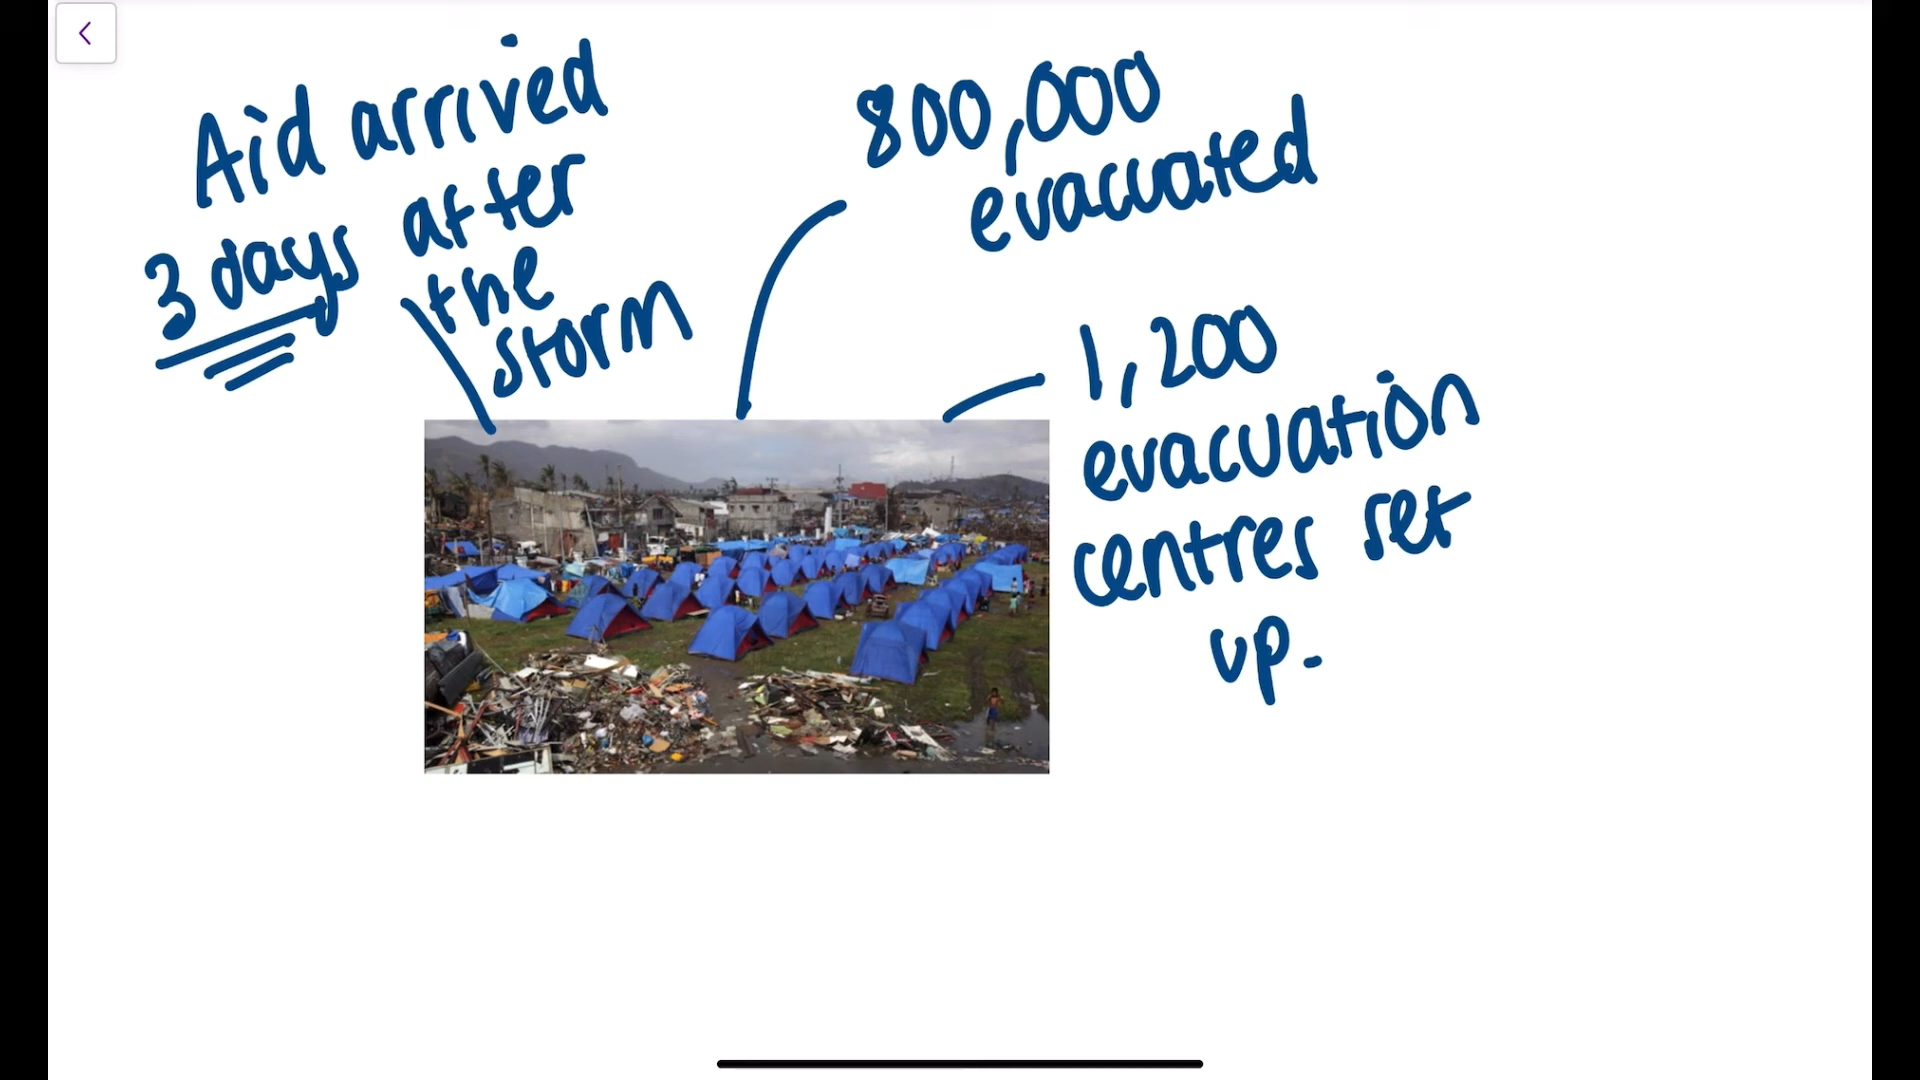 Aid arrived
3 days after
the
storm
800,000
evacuated
1,200
evacuation
centres set
up.